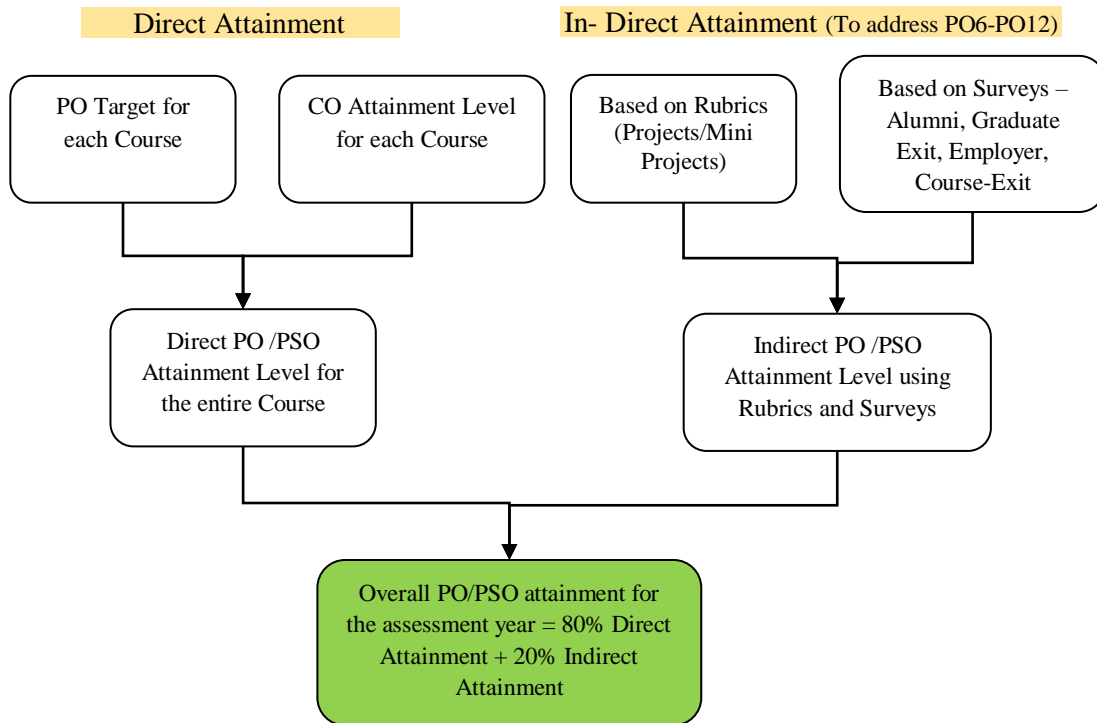 Direct Attainment
In- Direct Attainment (To address PO6-PO12)
PO Target for
each Course
CO Attainment Level
for each Course
Based on Rubrics
(Projects/Mini
Projects)
Based on Surveys –
Alumni, Graduate
Exit, Employer,
Course-Exit
Direct PO /PSO
Attainment Level for
the entire Course
Indirect PO /PSO
Attainment Level using
Rubrics and Surveys
Overall PO/PSO attainment for
the assessment year = 80% Direct
Attainment + 20% Indirect
Attainment